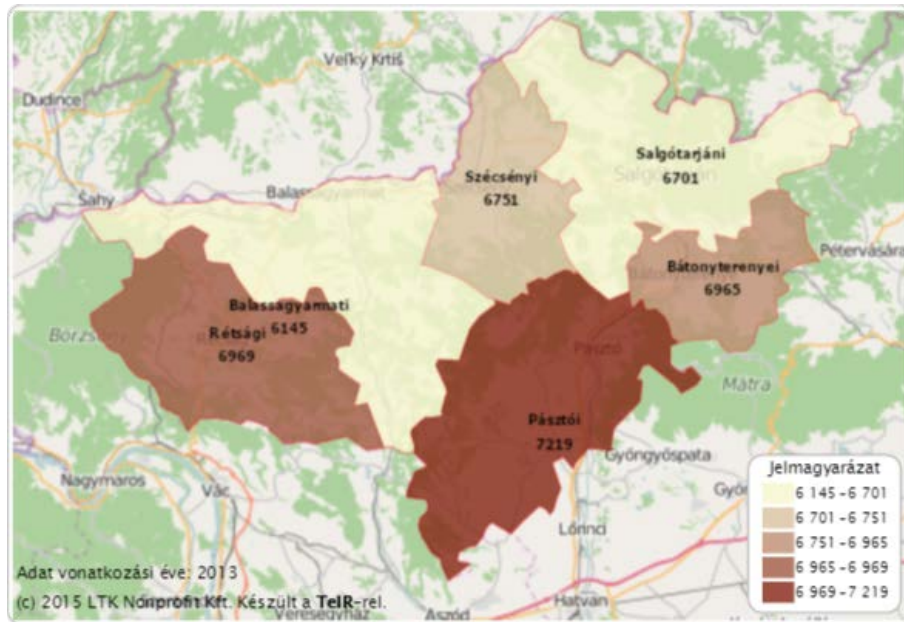 Veľký Krtíš
Dudince
Salgótarjáni
6701
Szécsényi
6751
Balassagyarmat
Šahy
Pétervására
Bátonyterenyei
6965
Balassagyarmati
6145
Börzsöny
Rétsági
6969
Pásztó
Mátra
Pásztói
7219
Gyöngyöspata
Jelmagyarázat
Nagymaros
Vác
6 145 - 6 701
6 701 - 6 751
6 751 - 6 965
6 965 - 6 969
6 969 - 7 219
Lőrinci
Adat vonatkozási éve: 2013
(c) 2015 LTK Nonprofit Kft. Készült a TeIR-rel.
Veresegyház
Aszód
Hatvan